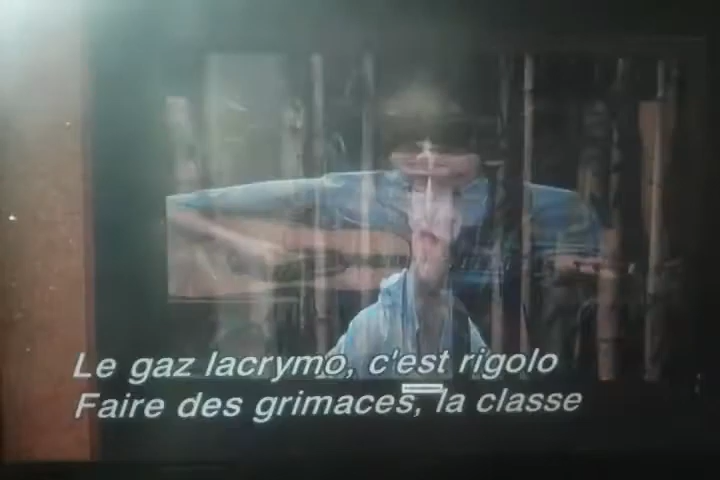 Le gaz lacrymo, c'est rigolo
Faire des grimaces, la classe